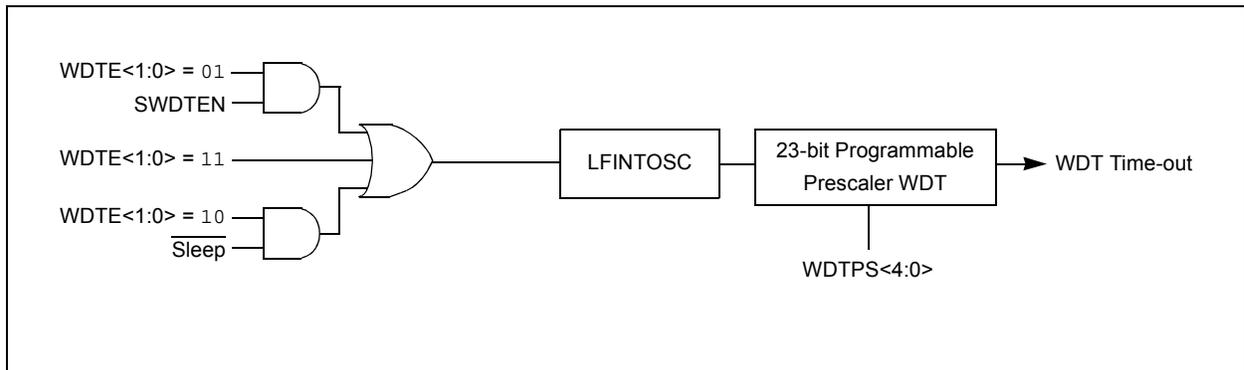 WDTE<1:0> = 01
SWDTEN
WDTE<1:0> = 11
WDTE<1:0> = 10
Sleep
LFINTOSC
23-bit Programmable
Prescaler WDT
WDT Time-out
WDTPS<4:0>